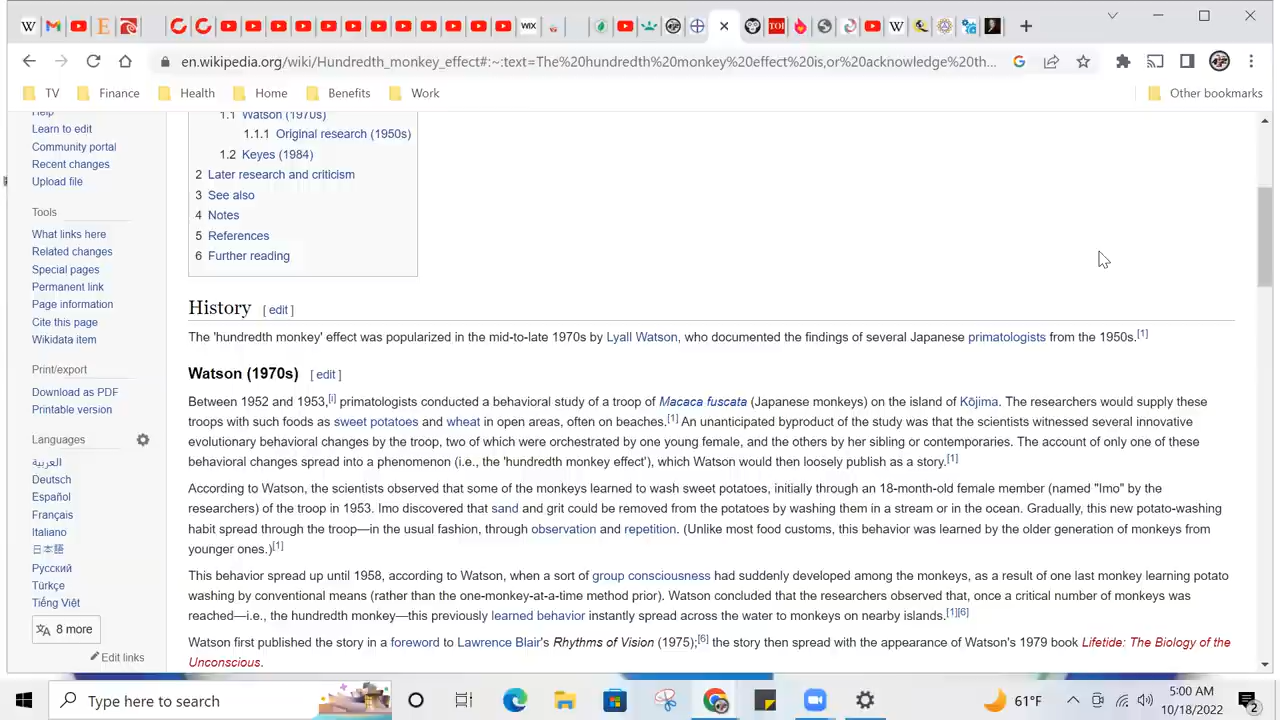 W
TOI
WIX
W
en.wikipedia.org/wiki/Hundredth_monkey_effect#:~:text=The%20hundredth%20monkey%20effect%20is,or%20acknowledge%20th...
TV Finance Health Home Benefits Work Other bookmarks
Help
Learn to edit
Community portal
Recent changes
Upload file
Tools
What links here
Related changes
Special pages
Permanent link
Page information
Cite this page
Wikidata item
Print/export
Download as PDF
Printable version
Languages
العربية
Deutsch
Español
Français
Italiano
日本語
Русский
Türkçe
Tiếng Việt
8 more
Edit links
1.1 Watson (1970s)
1.1.1 Original research (1950s)
1.2 Keyes (1984)
2 Later research and criticism
3 See also
4 Notes
5 References
6 Further reading
History [ edit ]
The 'hundredth monkey' effect was popularized in the mid-to-late 1970s by Lyall Watson, who documented the findings of several Japanese primatologists from the 1950s.[1]
Watson (1970s) [ edit ]
Between 1952 and 1953,[i] primatologists conducted a behavioral study of a troop of Macaca fuscata (Japanese monkeys) on the island of Kōjima. The researchers would supply these
troops with such foods as sweet potatoes and wheat in open areas, often on beaches.[1] An unanticipated byproduct of the study was that the scientists witnessed several innovative
evolutionary behavioral changes by the troop, two of which were orchestrated by one young female, and the others by her sibling or contemporaries. The account of only one of these
behavioral changes spread into a phenomenon (i.e., the 'hundredth monkey effect'), which Watson would then loosely publish as a story.[1]
According to Watson, the scientists observed that some of the monkeys learned to wash sweet potatoes, initially through an 18-month-old female member (named "Imo" by the
researchers) of the troop in 1953. Imo discovered that sand and grit could be removed from the potatoes by washing them in a stream or in the ocean. Gradually, this new potato-washing
habit spread through the troop—in the usual fashion, through observation and repetition. (Unlike most food customs, this behavior was learned by the older generation of monkeys from
younger ones.)[1]
This behavior spread up until 1958, according to Watson, when a sort of group consciousness had suddenly developed among the monkeys, as a result of one last monkey learning potato
washing by conventional means (rather than the one-monkey-at-a-time method prior). Watson concluded that the researchers observed that, once a critical number of monkeys was
reached—i.e., the hundredth monkey—this previously learned behavior instantly spread across the water to monkeys on nearby islands.[1][6]
Watson first published the story in a foreword to Lawrence Blair's Rhythms of Vision (1975);[6] the story then spread with the appearance of Watson's 1979 book Lifetide: The Biology of the
Unconscious.
Type here to search
61°F
5:00 AM
10/18/2022
2